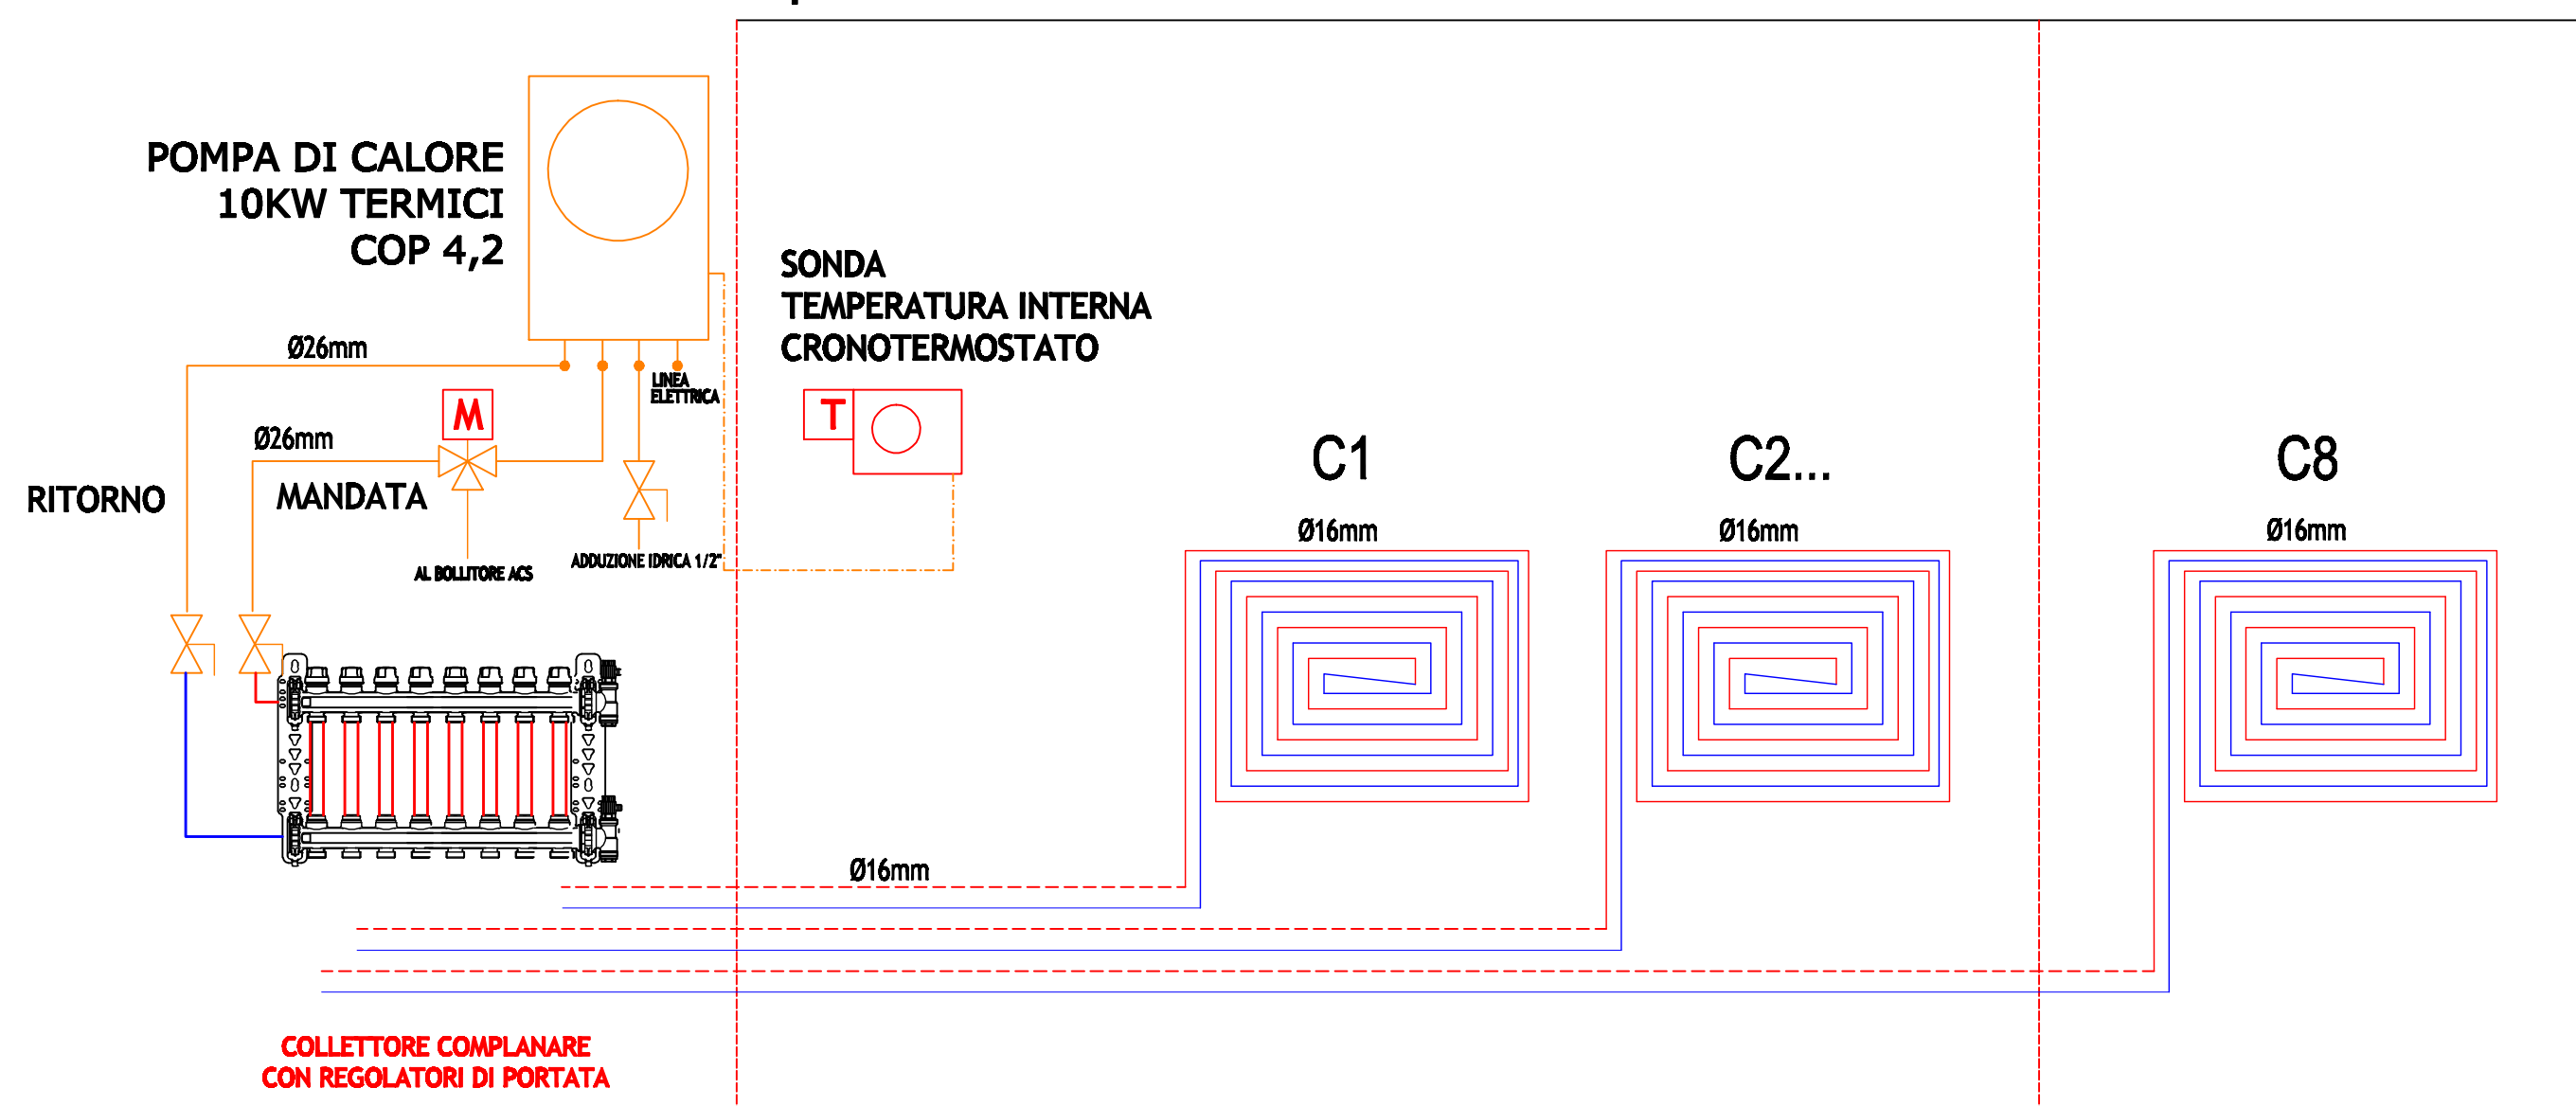 POMPA DI CALORE
10KW TERMICI
COP 4,2
SONDA
TEMPERATURA INTERNA
CRONOTERMOSTATO
Ø26mm
LINEA
ELETTRICA
M
T
Ø26mm
C1
C2...
C8
RITORNO
MANDATA
Ø16mm
Ø16mm
Ø16mm
AL BOLLITORE ACS
ADDUZIONE IDRICA 1/2"
Ø16mm
COLLETTORE COMPLANARE
CON REGOLATORI DI PORTATA